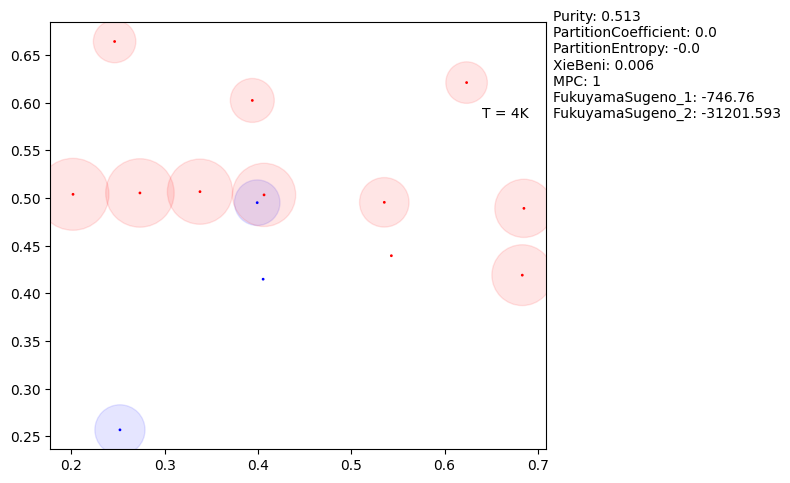 Purity: 0.513
PartitionCoefficient: 0.0
PartitionEntropy: -0.0
XieBeni: 0.006
MPC: 1
FukuyamaSugeno_1: -746.76
FukuyamaSugeno_2: -31201.593
T = 4K
0.65
0.60
0.55
0.50
0.45
0.40
0.35
0.30
0.25
0.2 0.3 0.4 0.5 0.6 0.7